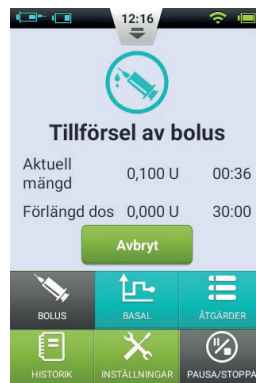 12:16
Tillförsel av bolus
Aktuell mängd 0,100 U 00:36
Förlängd dos 0,000 U 30:00
Avbryt
BOLUS BASAL ÅTGÄRDER
HISTORIK INSTÄLLNINGAR PAUSA/STOPPA